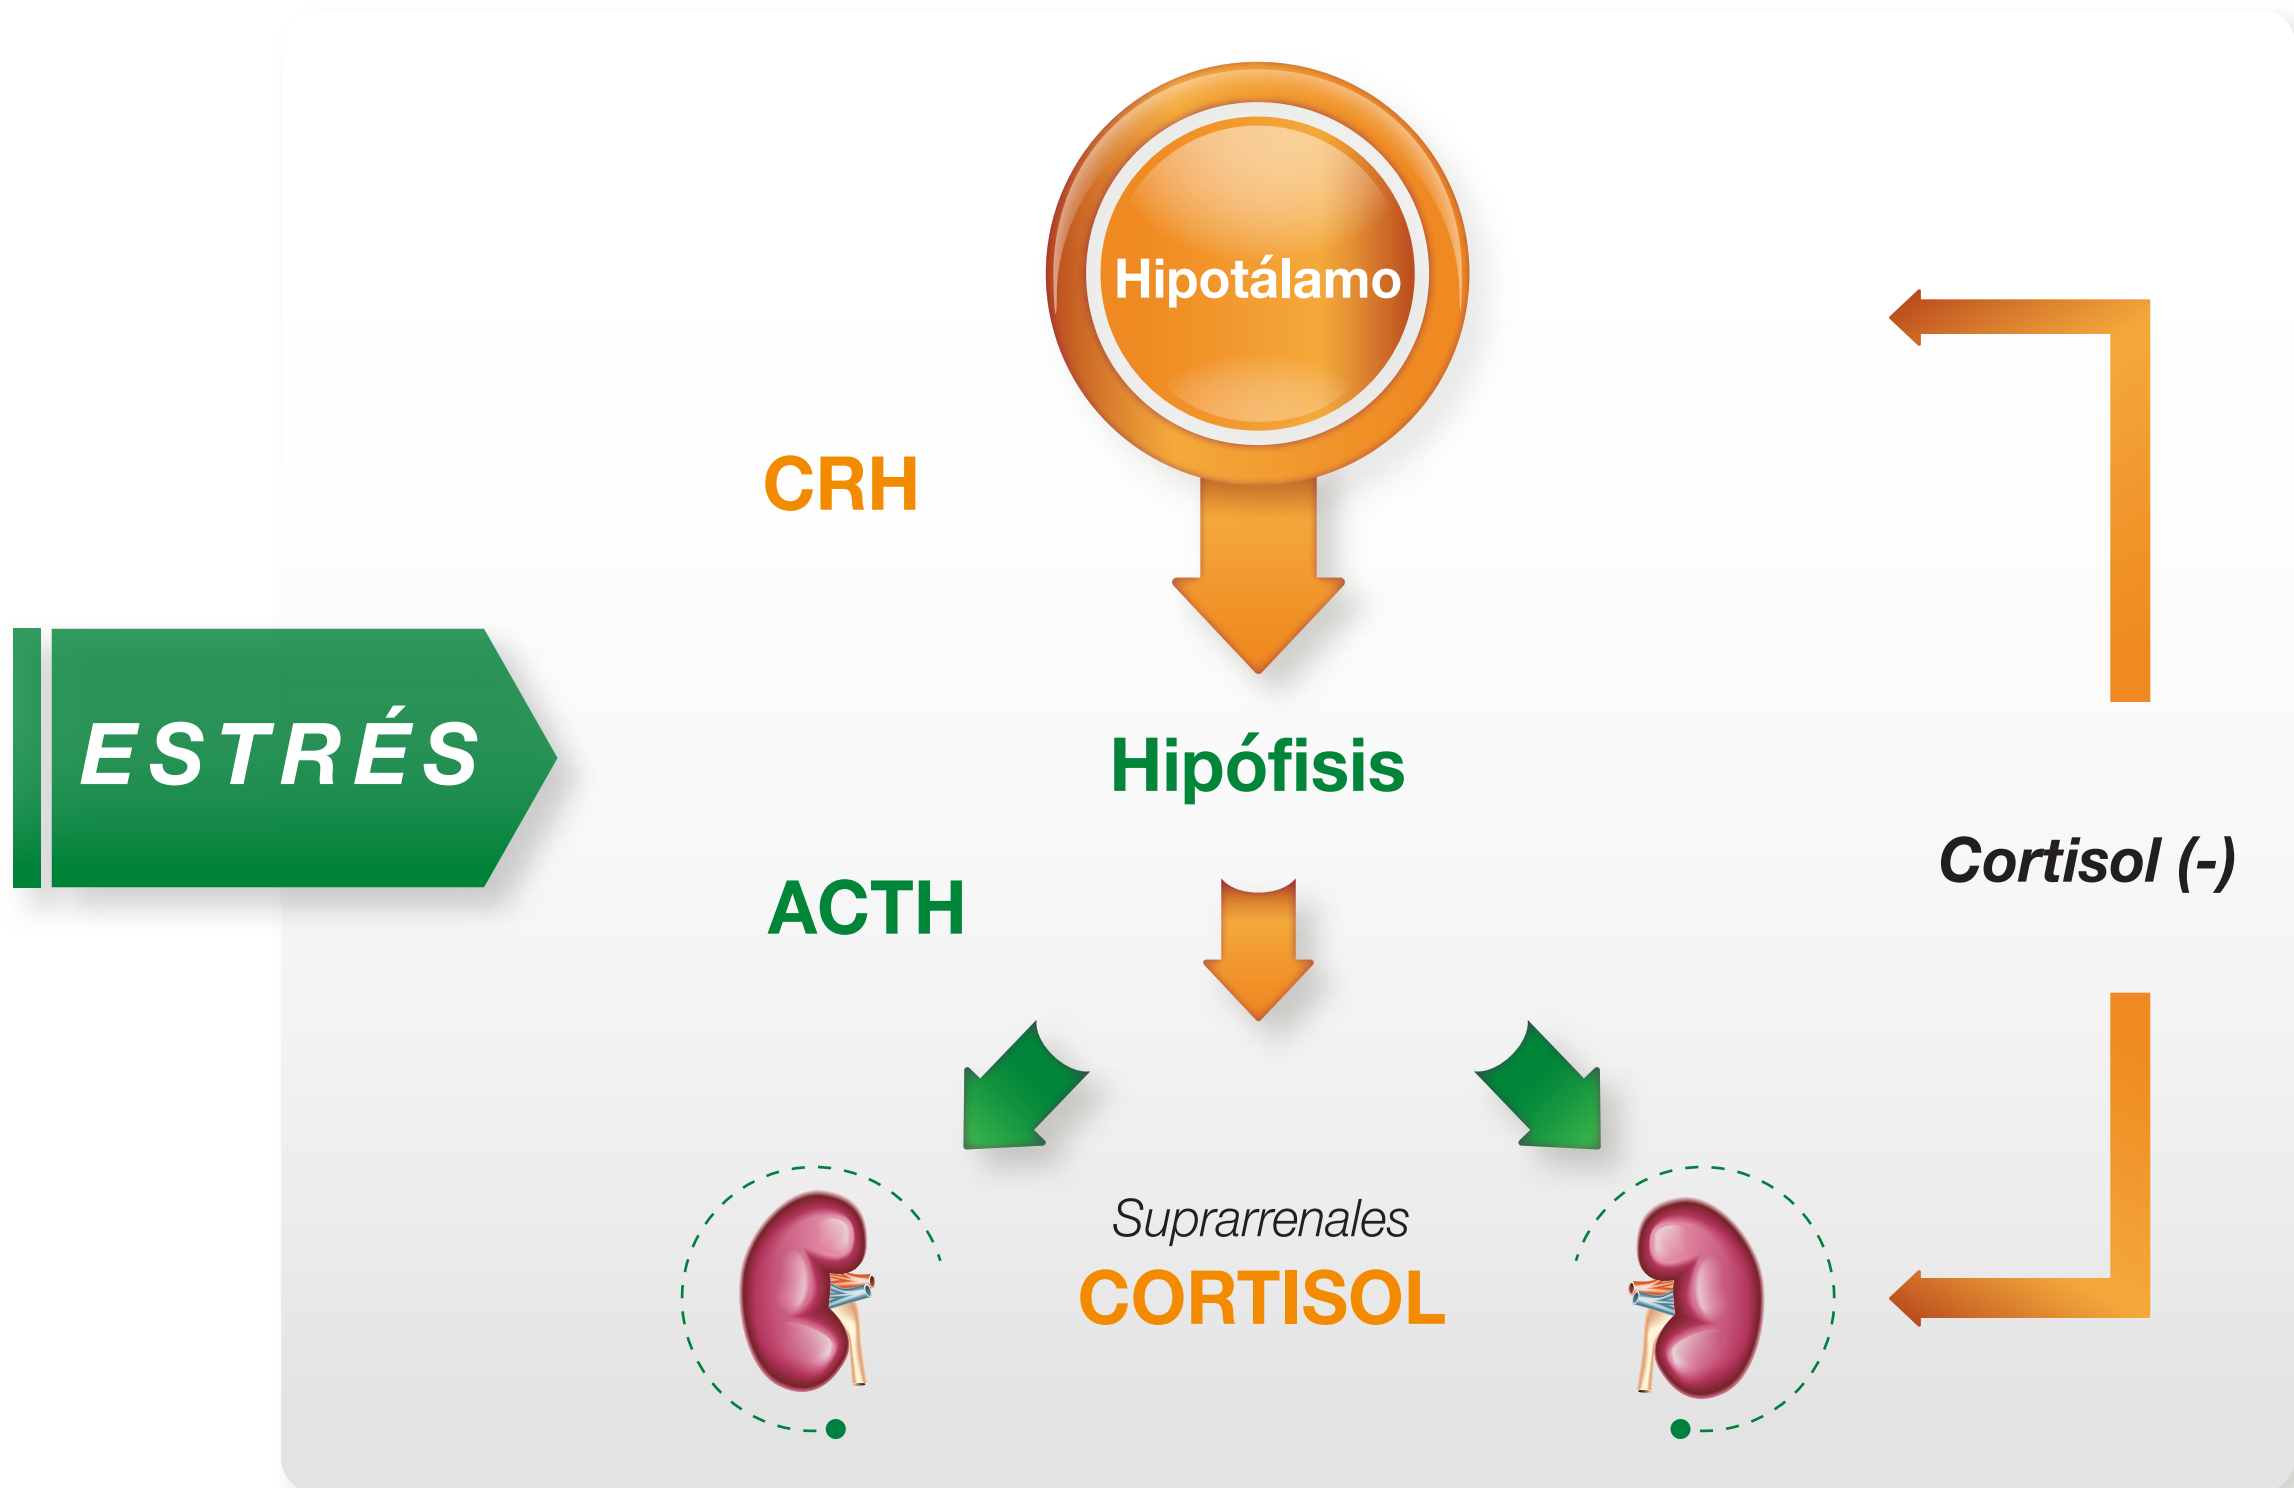 Hipotálamo
CRH
ESTRÉS
Hipófisis
Cortisol (-)
ACTH
Suprarrenales
CORTISOL